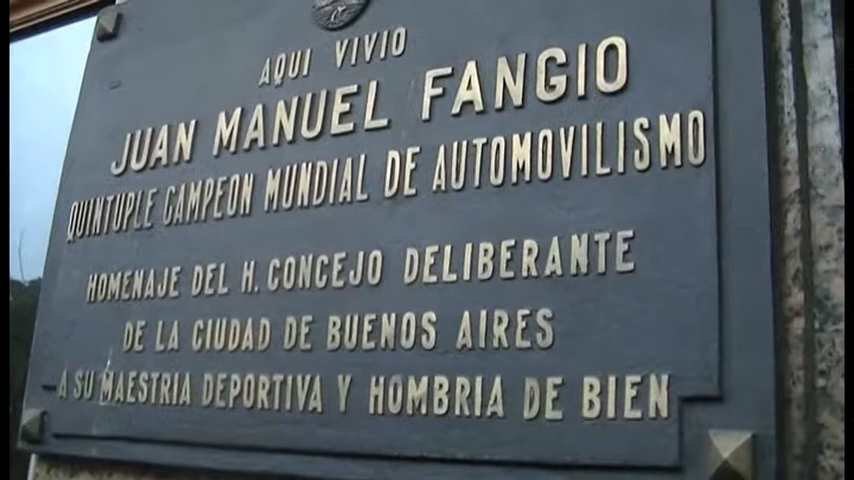 AQUI VIVIO
JUAN MANUEL FANGIO
QUINTUPLE CAMPEON MUNDIAL DE AUTOMOVILISMO
HOMENAJE DEL H. CONCEJO DELIBERANTE
DE LA CIUDAD DE BUENOS AIRES
A SU MAESTRIA DEPORTIVA Y HOMBRIA DE BIEN